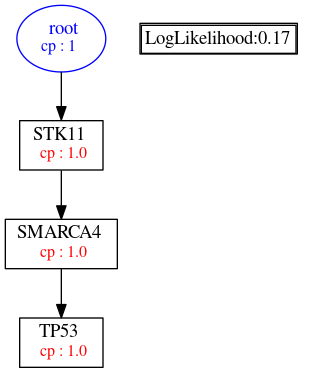 root
cp : 1
LogLikelihood:0.17
STK11
cp : 1.0
SMARCA4
cp : 1.0
TP53
cp : 1.0